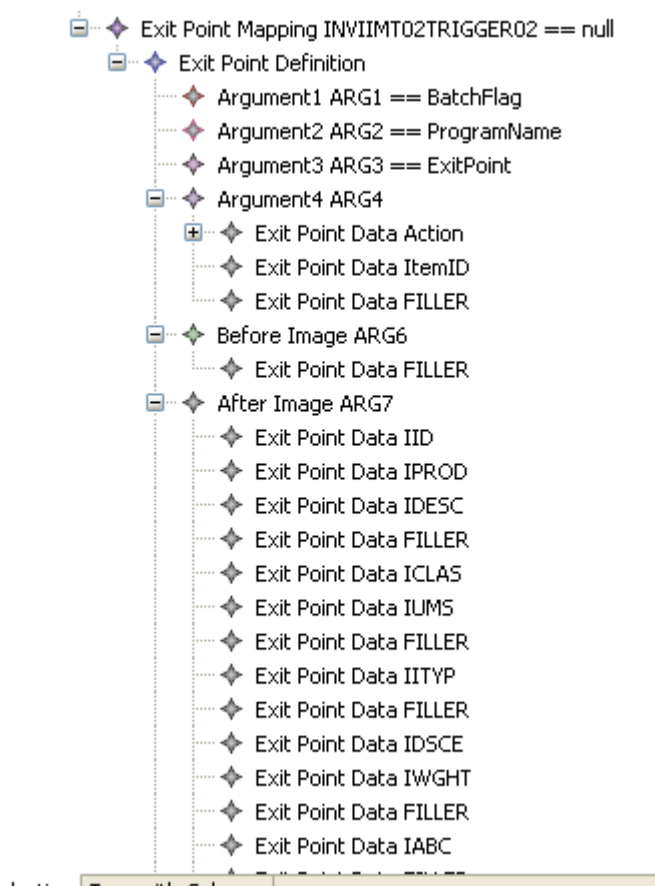 Exit Point Mapping INVIIMT02TRIGGER02 == null
Exit Point Definition
Argument1 ARG1 == BatchFlag
Argument2 ARG2 == ProgramName
Argument3 ARG3 == ExitPoint
Argument4 ARG4
Exit Point Data Action
Exit Point Data ItemID
Exit Point Data FILLER
Before Image ARG6
Exit Point Data FILLER
After Image ARG7
Exit Point Data IID
Exit Point Data IPROD
Exit Point Data IDESC
Exit Point Data FILLER
Exit Point Data ICLAS
Exit Point Data IUMS
Exit Point Data FILLER
Exit Point Data IITYP
Exit Point Data FILLER
Exit Point Data IDSCE
Exit Point Data IWGHT
Exit Point Data FILLER
Exit Point Data IABC